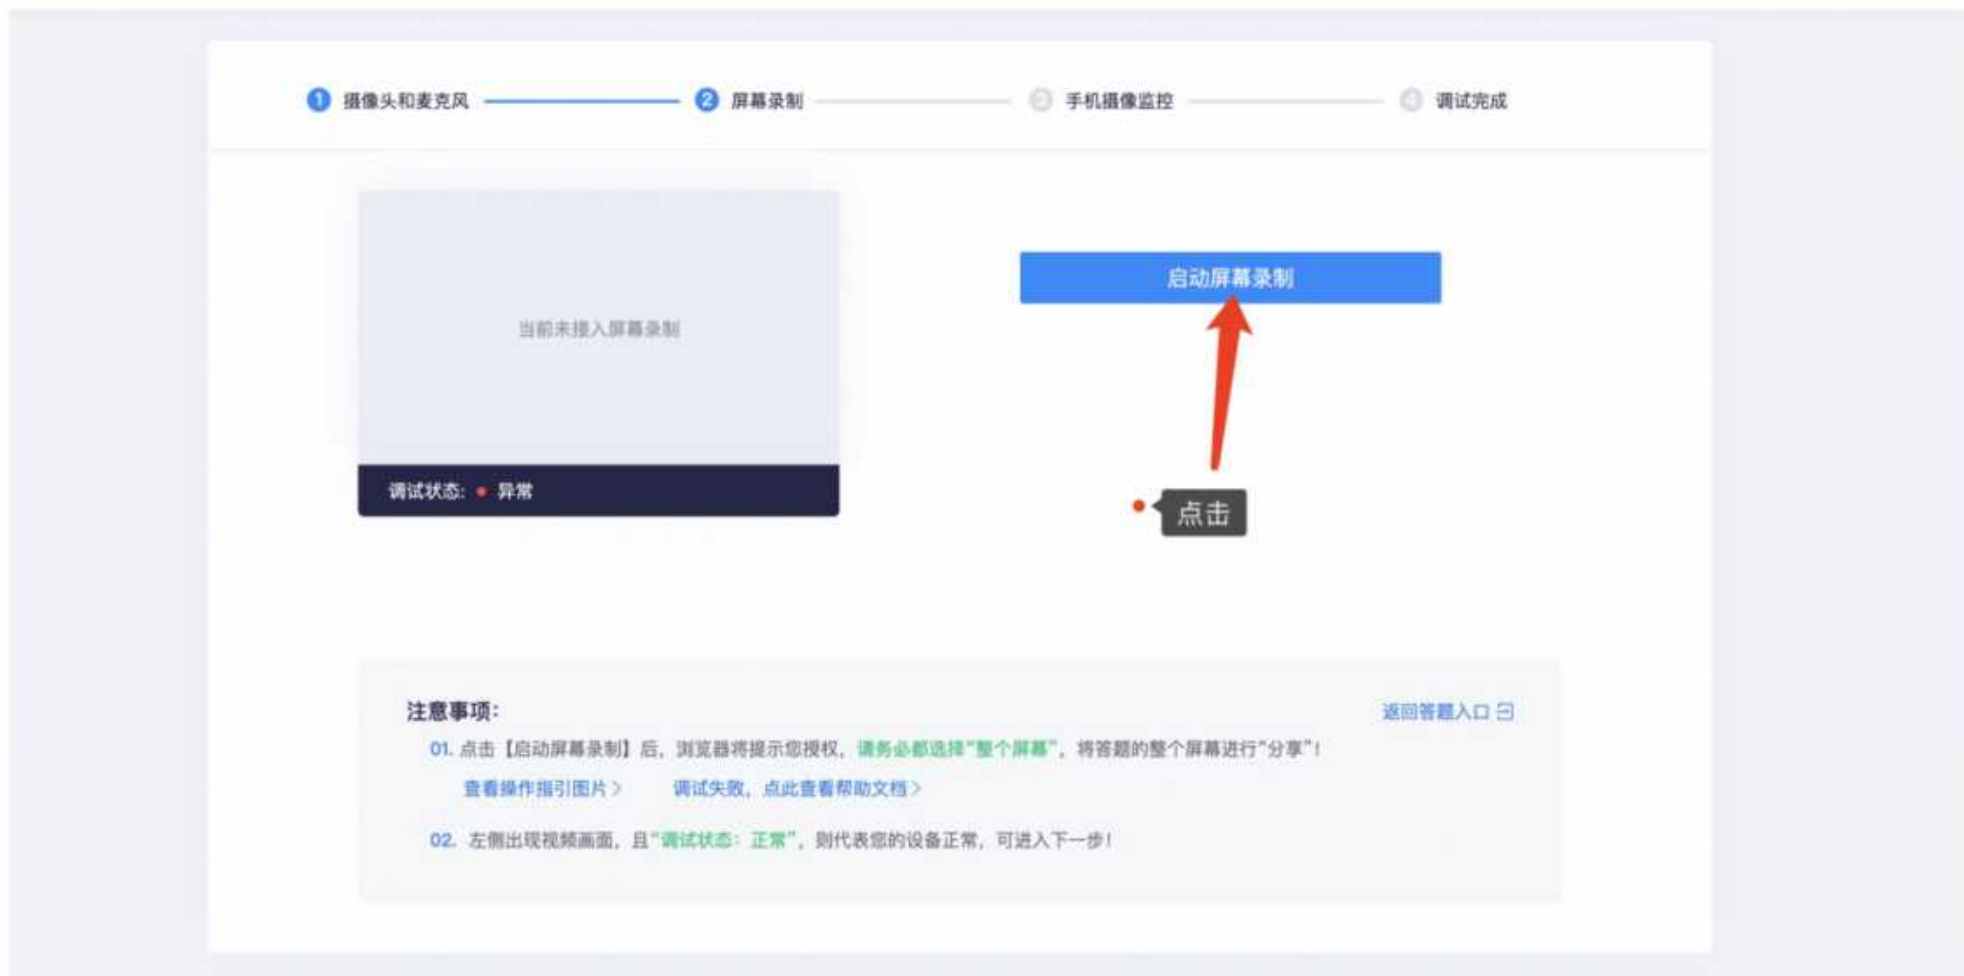 1 摄像头和麦克风 2 屏幕录制 3 手机摄像监控 4 调试完成
启动屏幕录制
当前未接入屏幕录制
调试状态: 异常
点击
注意事项:
返回答题入口
01. 点击【启动屏幕录制】后，浏览器将提示您授权，请务必都选择“整个屏幕”，将答题的整个屏幕进行“分享”！
查看操作指引图片> 调试失败，点此查看帮助文档>
02. 左侧出现视频画面，且“调试状态：正常”，则代表您的设备正常，可进入下一步！